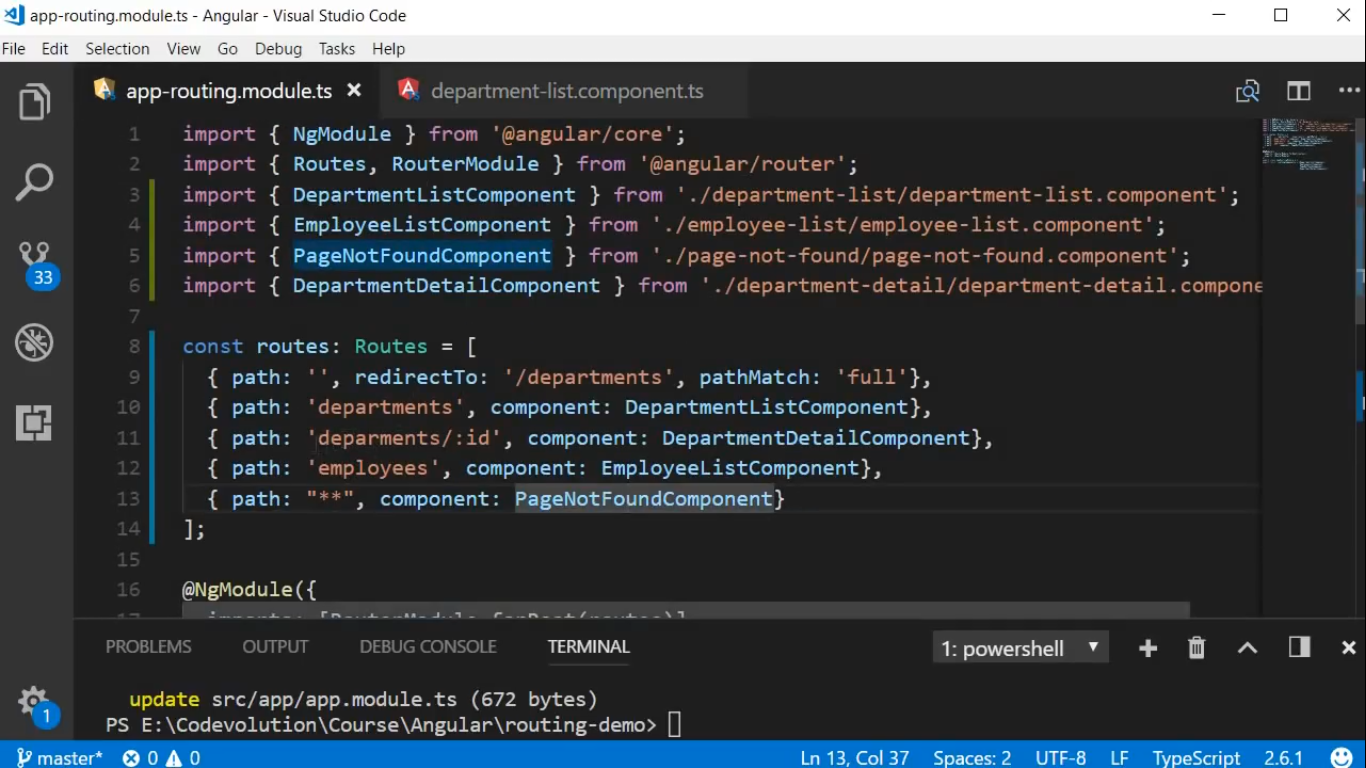 app-routing.module.ts - Angular - Visual Studio Code
File Edit Selection View Go Debug Tasks Help
app-routing.module.ts department-list.component.ts
1 import { NgModule } from '@angular/core';
2 import { Routes, RouterModule } from '@angular/router';
3 import { DepartmentListComponent } from './department-list/department-list.component';
4 import { EmployeeListComponent } from './employee-list/employee-list.component';
5 import { PageNotFoundComponent } from './page-not-found/page-not-found.component';
6 import { DepartmentDetailComponent } from './department-detail/department-detail.compone
7
8 const routes: Routes = [
9 { path: '', redirectTo: '/departments', pathMatch: 'full'},
10 { path: 'departments', component: DepartmentListComponent},
11 { path: 'deparments/:id', component: DepartmentDetailComponent},
12 { path: 'employees', component: EmployeeListComponent},
13 { path: "**", component: PageNotFoundComponent}
14 ];
15
16 @NgModule({
17 imports: [RouterModule.forRoot(routes)]
33
PROBLEMS OUTPUT DEBUG CONSOLE TERMINAL 1: powershell
update src/app/app.module.ts (672 bytes)
PS E:\Codevolution\Course\Angular\routing-demo>
1
master* 0 0 Ln 13, Col 37 Spaces: 2 UTF-8 LF TypeScript 2.6.1